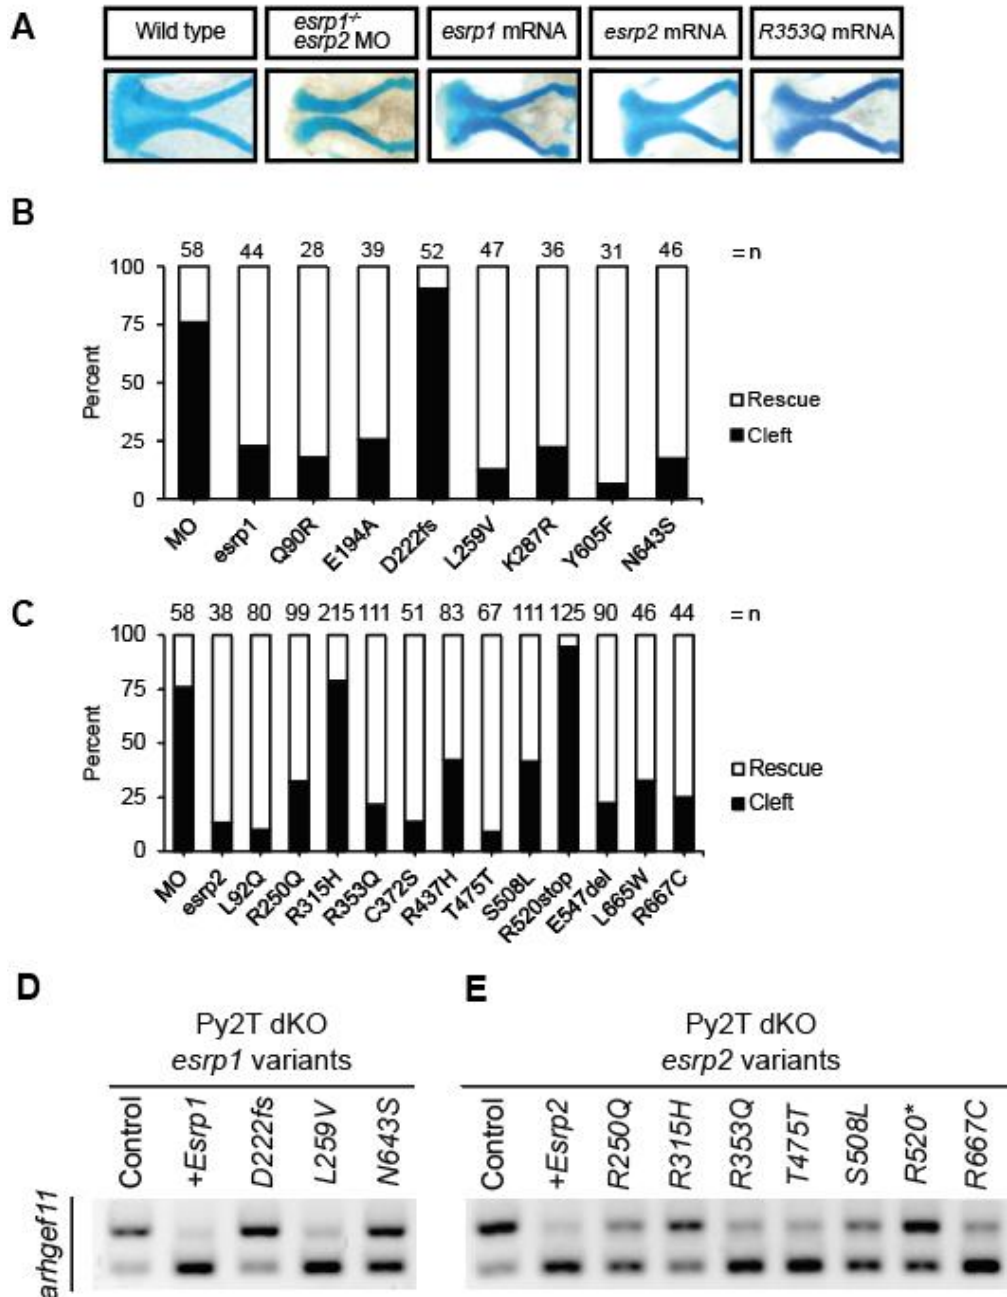 A
Wild type
esrp1-/-
esrp2 MO
esrp1 mRNA
esrp2 mRNA
R353Q mRNA
B
58 44 28 39 52 47 36 31 46 = n
100
75
50
25
0
Percent
Rescue
Cleft
MO esrp1 Q90R E194A D222fs L259V K287R Y605F N643S
C
58 38 80 99 215 111 51 83 67 111 125 90 46 44 = n
100
75
50
25
0
Percent
Rescue
Cleft
MO esrp2 L92Q R250Q R315H R353Q C372S R437H T475T S508L R520stop E547del L665W R667C
D
Py2T dKO
esrp1 variants
Control +Esrp1 D222fs L259V N643S
arhgef11
E
Py2T dKO
esrp2 variants
Control +Esrp2 R250Q R315H R353Q T475T S508L R520* R667C